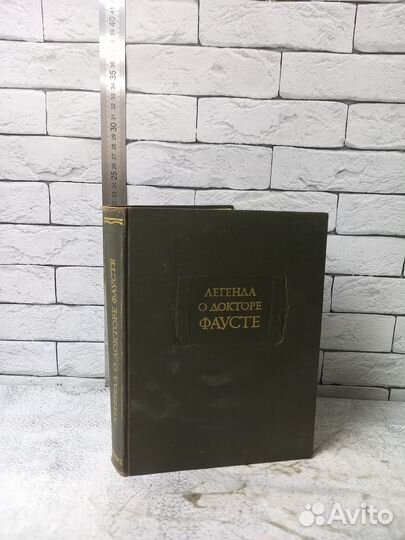 ЛЕГЕНДА
О ДОКТОРЕ
ФАУСТЕ
ЛЕГЕНДА О ДОКТОРЕ ФАУСТЕ
Avito